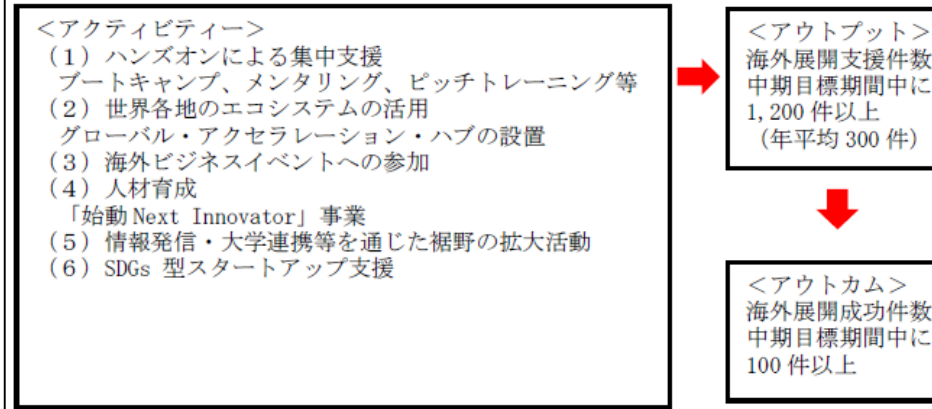 ＜アクティビティー＞
（１）ハンズオンによる集中支援
ブートキャンプ、メンタリング、ピッチトレーニング等
（２）世界各地のエコシステムの活用
グローバル・アクセラレーション・ハブの設置
（３）海外ビジネスイベントへの参加
（４）人材育成
「始動 Next Innovator」事業
（５）情報発信・大学連携等を通じた裾野の拡大活動
（６）SDGs 型スタートアップ支援
＜アウトプット＞
海外展開支援件数
中期目標期間中に
1,200 件以上
（年平均 300 件）
＜アウトカム＞
海外展開成功件数
中期目標期間中に
100 件以上